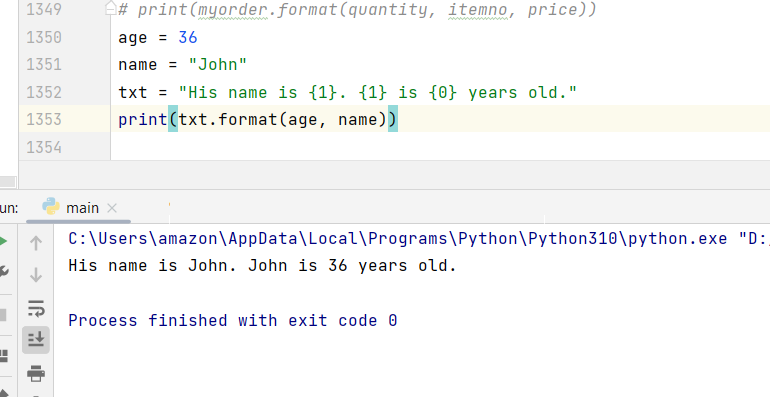 1349 # print(myorder.format(quantity, itemno, price))
1350 age = 36
1351 name = "John"
1352 txt = "His name is {1}. {1} is {0} years old."
1353 print(txt.format(age, name))
1354
un: main
C:\Users\amazon\AppData\Local\Programs\Python\Python310\python.exe "D:/
His name is John. John is 36 years old.
Process finished with exit code 0